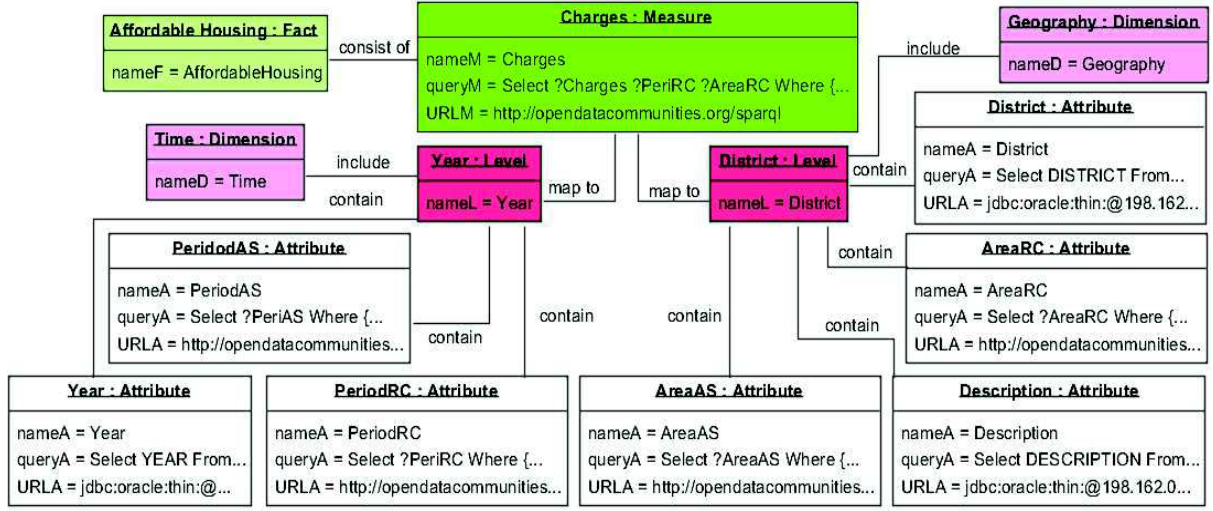 Affordable Housing : Fact
nameF = AffordableHousing
consist of
Charges : Measure
nameM = Charges
queryM = Select ?Charges ?PeriRC ?AreaRC Where {...
URLM = http://opendatacommunities.org/sparql
include
Geography : Dimension
nameD = Geography
Time : Dimension
nameD = Time
include
contain
Year : Level
nameL = Year
map to
map to
District : Level
nameL = District
contain
District : Attribute
nameA = District
queryA = Select DISTRICT From...
URLA = jdbc:oracle:thin:@198.162...
PeridodAS : Attribute
nameA = PeriodAS
queryA = Select ?PeriAS Where {...
URLA = http://opendatacommunities...
contain
contain
contain
contain
contain
AreaRC : Attribute
nameA = AreaRC
queryA = Select ?AreaRC Where {...
URLA = http://opendatacommunities...
Year : Attribute
nameA = Year
queryA = Select YEAR From...
URLA = jdbc:oracle:thin:@...
PeriodRC : Attribute
nameA = PeriodRC
queryA = Select ?PeriRC Where {...
URLA = http://opendatacommunities...
AreaAS : Attribute
nameA = AreaAS
queryA = Select ?AreaAS Where {...
URLA = http://opendatacommunities...
Description : Attribute
nameA = Description
queryA = Select DESCRIPTION From...
URLA = jdbc:oracle:thin:@198.162.0...